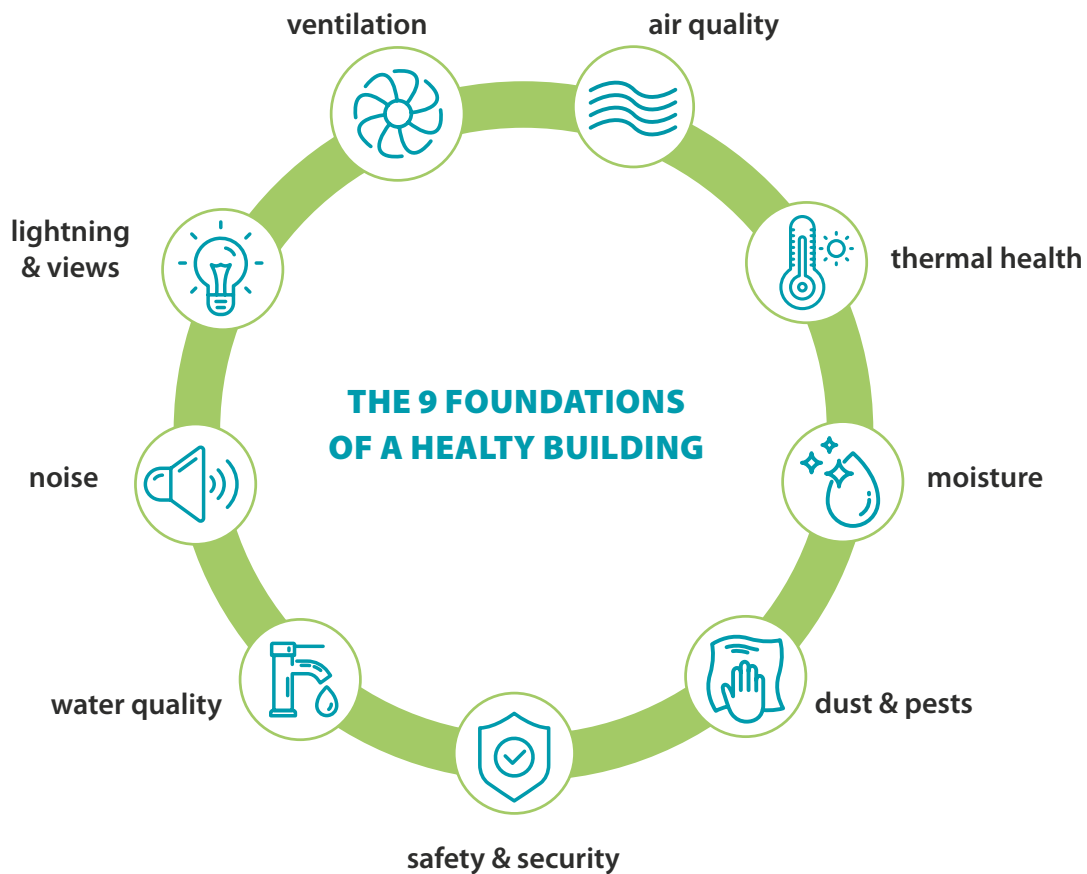 ventilation
air quality
lightning
& views
thermal health
THE 9 FOUNDATIONS
OF A HEALTY BUILDING
noise
moisture
water quality
dust & pests
safety & security